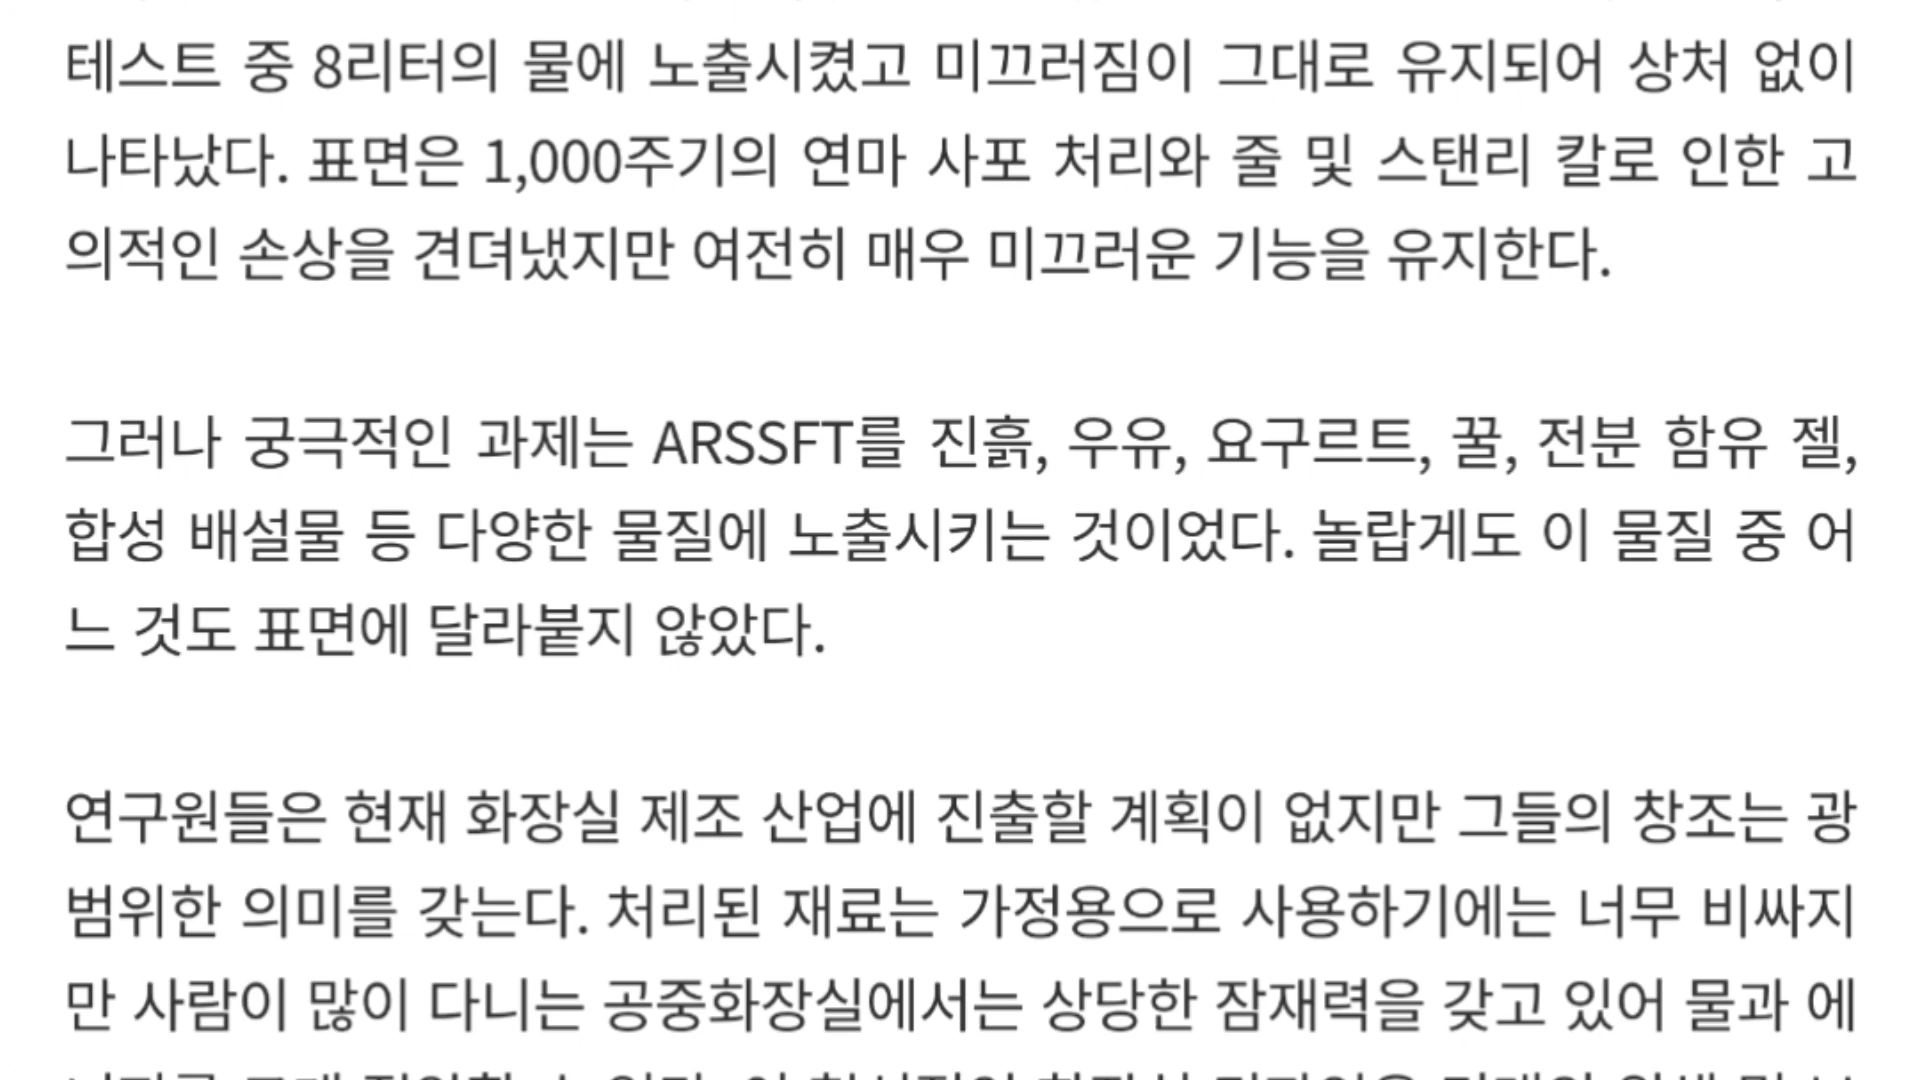 테스트 중 8리터의 물에 노출시켰고 미끄러짐이 그대로 유지되어 상처 없이
나타났다. 표면은 1,000주기의 연마 사포 처리와 줄 및 스탠리 칼로 인한 고
의적인 손상을 견뎌냈지만 여전히 매우 미끄러운 기능을 유지한다.
그러나 궁극적인 과제는 ARSSFT를 진흙, 우유, 요구르트, 꿀, 전분 함유 젤,
합성 배설물 등 다양한 물질에 노출시키는 것이었다. 놀랍게도 이 물질 중 어
느 것도 표면에 달라붙지 않았다.
연구원들은 현재 화장실 제조 산업에 진출할 계획이 없지만 그들의 창조는 광
범위한 의미를 갖는다. 처리된 재료는 가정용으로 사용하기에는 너무 비싸지
만 사람이 많이 다니는 공중화장실에서는 상당한 잠재력을 갖고 있어 물과 에